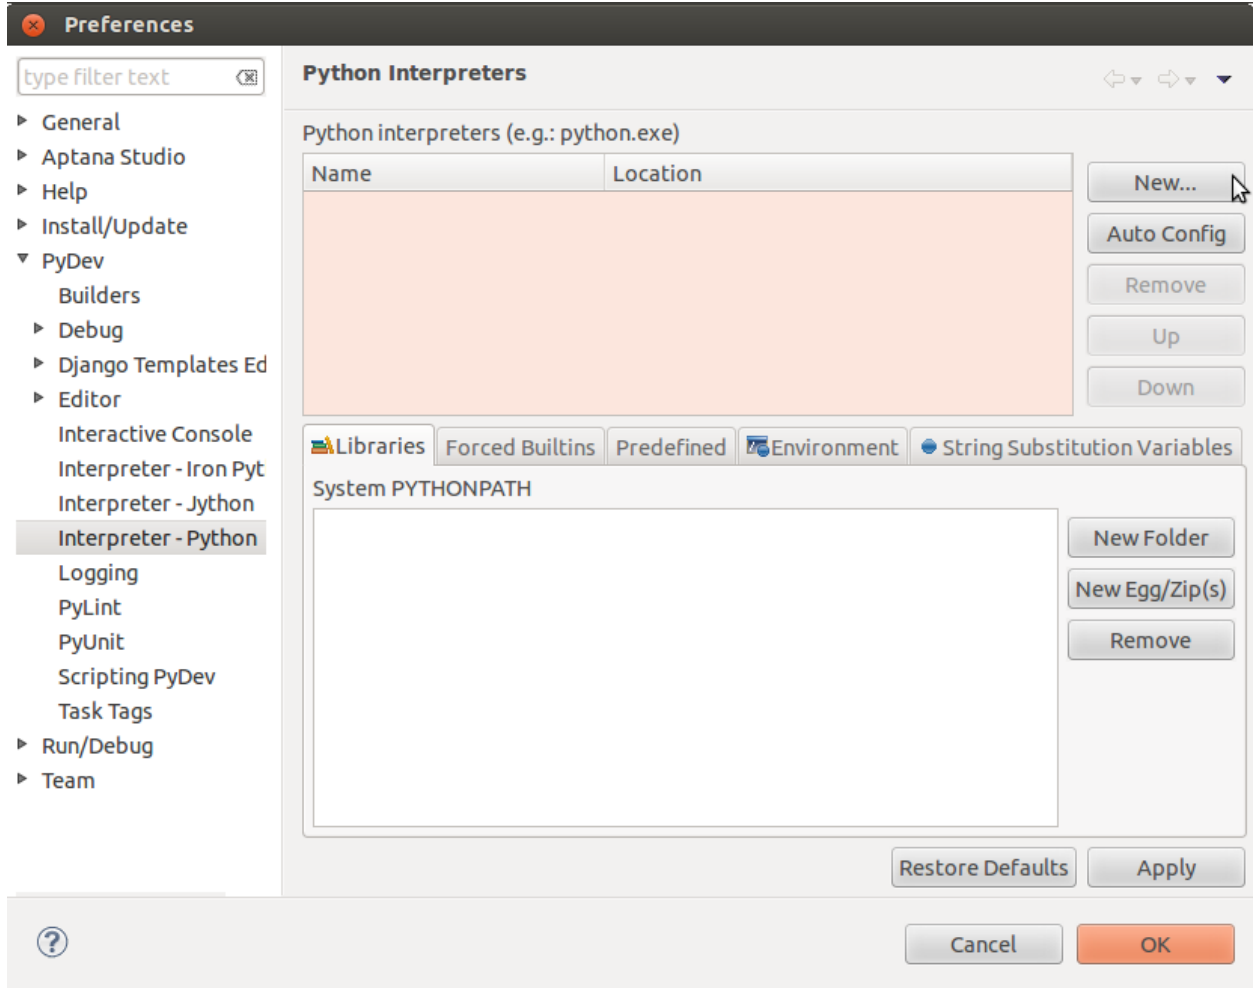 Preferences
type filter text
General
Aptana Studio
Help
Install/Update
PyDev
Builders
Debug
Django Templates Ed
Editor
Interactive Console
Interpreter - Iron Pyt
Interpreter - Jython
Interpreter - Python
Logging
PyLint
PyUnit
Scripting PyDev
Task Tags
Run/Debug
Team
Python Interpreters
Python interpreters (e.g.: python.exe)
Name Location
New...
Auto Config
Remove
Up
Down
Libraries Forced Builtins Predefined Environment String Substitution Variables
System PYTHONPATH
New Folder
New Egg/Zip(s)
Remove
Restore Defaults Apply
Cancel OK